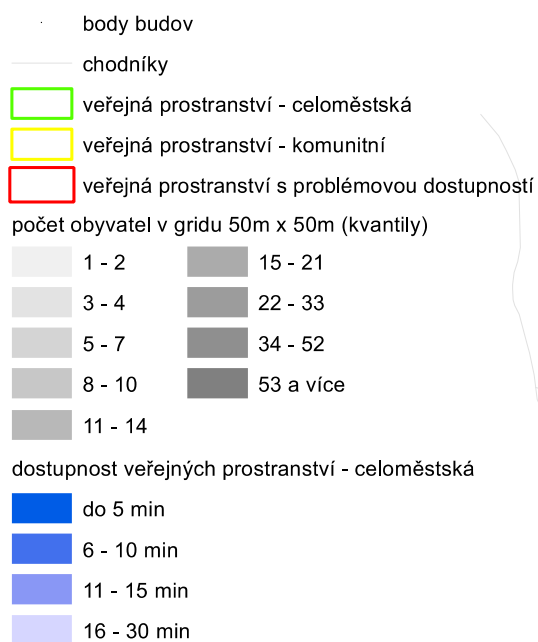 body budov
chodníky
veřejná prostranství - celoměstská
veřejná prostranství - komunitní
veřejná prostranství s problémovou dostupností
počet obyvatel v gridu 50m x 50m (kvantily)
1 - 2
15 - 21
3 - 4
22 - 33
5 - 7
34 - 52
8 - 10
53 a více
11 - 14
dostupnost veřejných prostranství - celoměstská
do 5 min
6 - 10 min
11 - 15 min
16 - 30 min